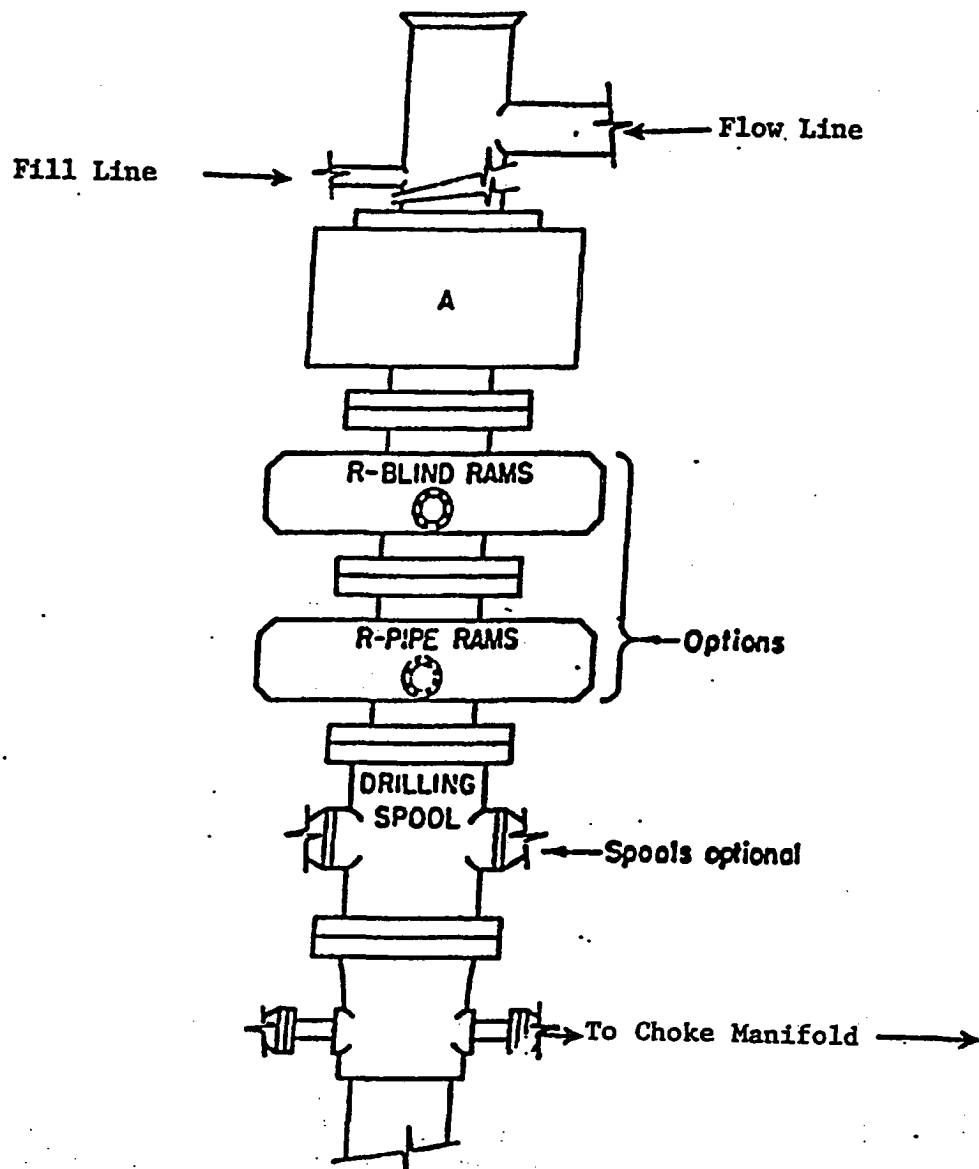 Flow Line
Fill Line
A
R-BLIND RAMS
R-PIPE RAMS
Options
DRILLING
SPOOL
Spools optional
To Choke Manifold